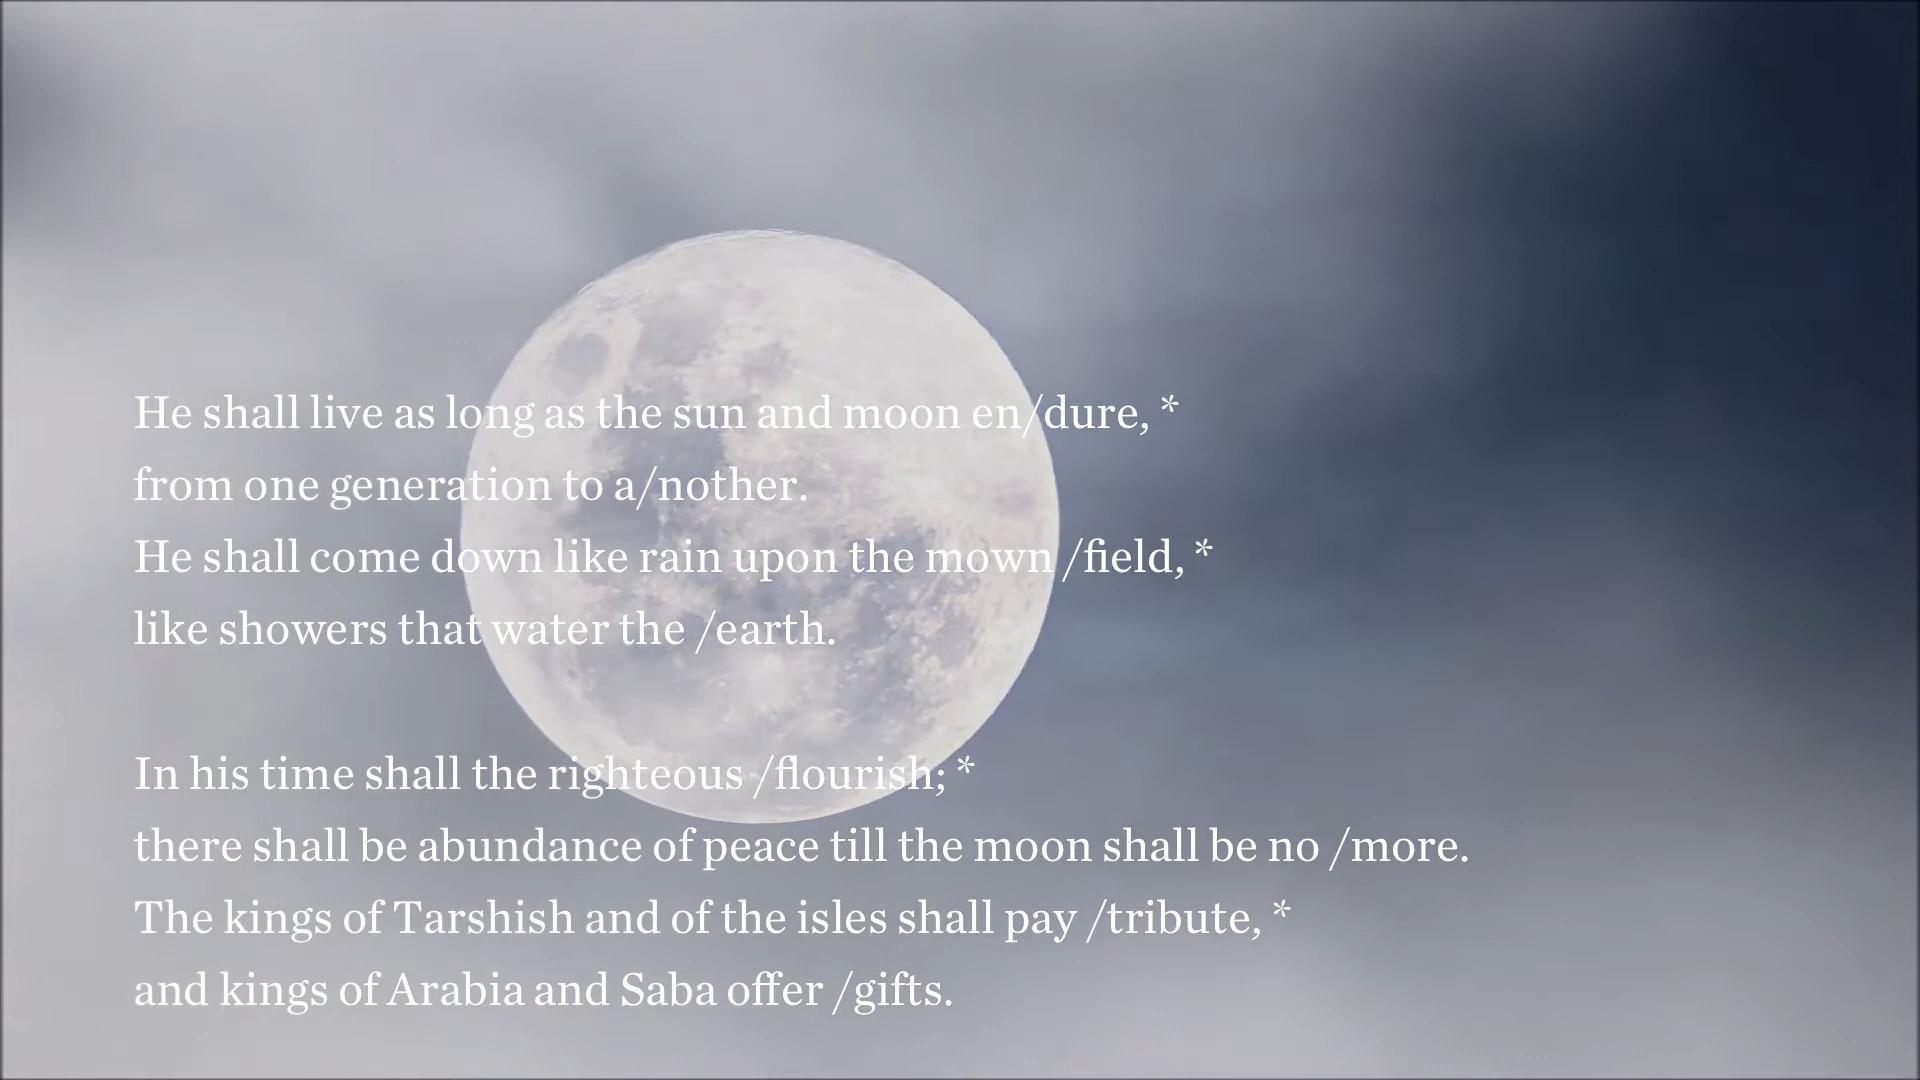 He shall live as long as the sun and moon en/dure, *
from one generation to a/nother.
He shall come down like rain upon the mown /field, *
like showers that water the /earth.
In his time shall the righteous /flourish; *
there shall be abundance of peace till the moon shall be no /more.
The kings of Tarshish and of the isles shall pay /tribute, *
and kings of Arabia and Saba offer /gifts.